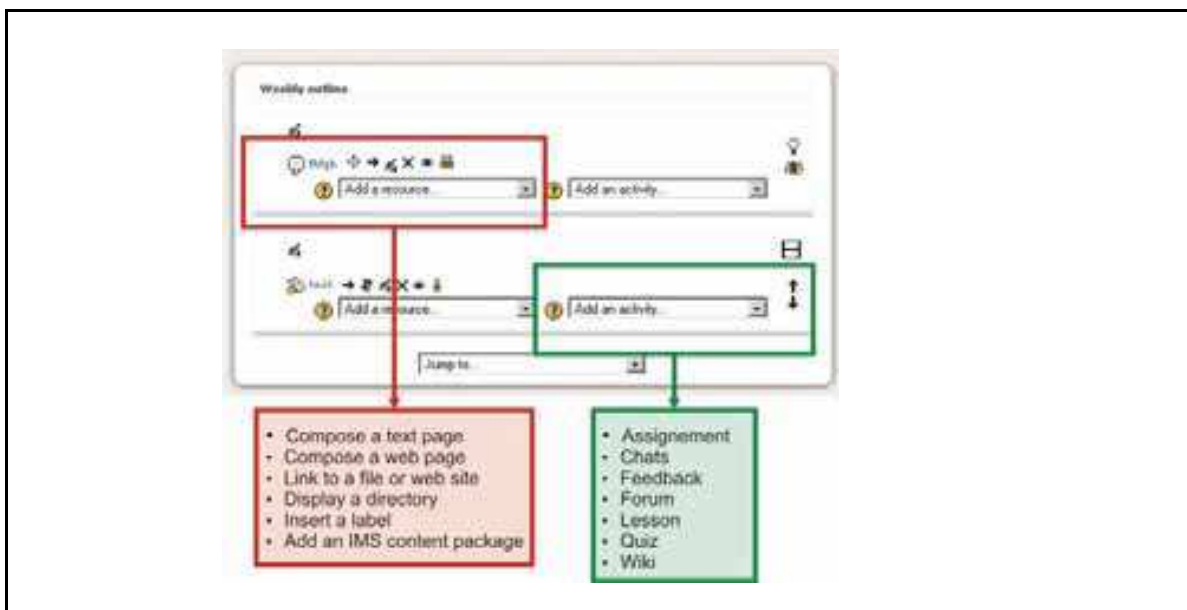 Weekly outline
Add a resource... Add an activity...
Add a resource... Add an activity...
Jump to...
• Compose a text page
• Compose a web page
• Link to a file or web site
• Display a directory
• Insert a label
• Add an IMS content package
• Assignement
• Chats
• Feedback
• Forum
• Lesson
• Quiz
• Wiki